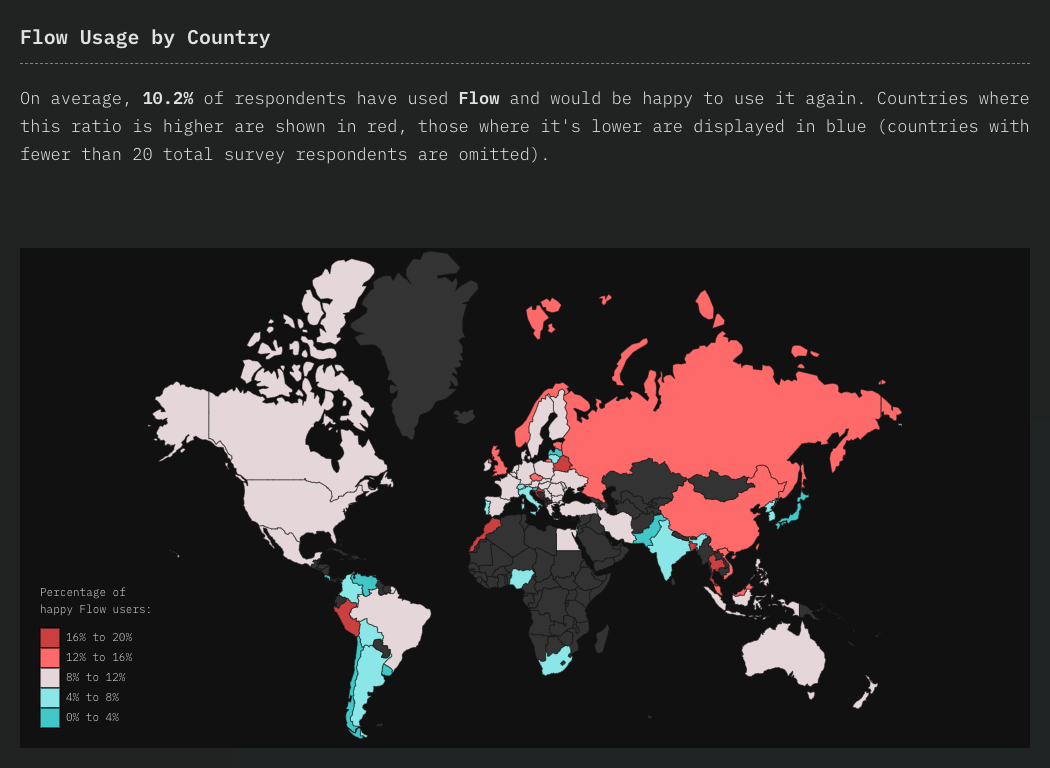 Flow Usage by Country
On average, 10.2% of respondents have used Flow and would be happy to use it again. Countries where
this ratio is higher are shown in red, those where it's lower are displayed in blue (countries with
fewer than 20 total survey respondents are omitted).
Percentage of
happy Flow users:
16% to 20%
12% to 16%
8% to 12%
4% to 8%
0% to 4%